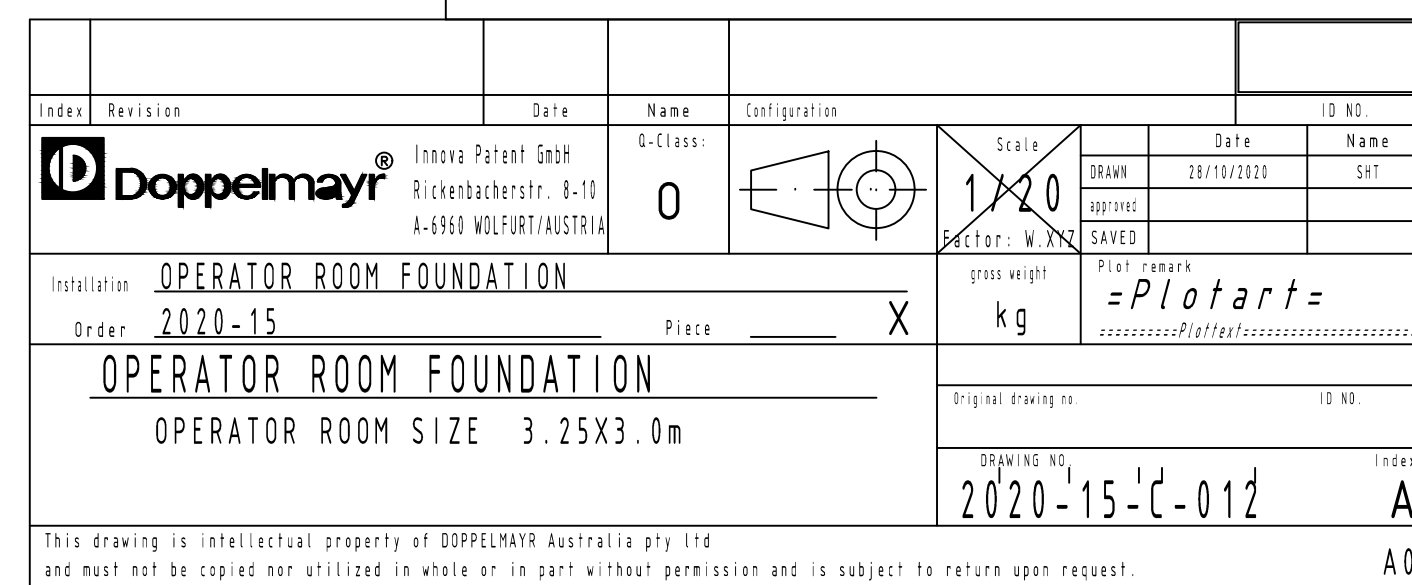 Index Revision Date Name Configuration ID NO.
Doppelmayr®
Innova Patent GmbH
Rickenbacherstr. 8-10
A-6960 WOLFURT/AUSTRIA
Q-Class:
0
Scale
1/20
Factor: W.XYZ
Date Name
DRAWN 28/10/2020 SHT
approved
SAVED
Installation OPERATOR ROOM FOUNDATION
Order 2020-15 Piece X
gross weight
kg
Plot remark
=Plotart=
==========Plottext======================
OPERATOR ROOM FOUNDATION
OPERATOR ROOM SIZE 3.25X3.0m
Original drawing no. ID NO.
DRAWING NO. Index
2020-15-C-012 A
This drawing is intellectual property of DOPPELMAYR Australia pty ltd
and must not be copied nor utilized in whole or in part without permission and is subject to return upon request.
A0